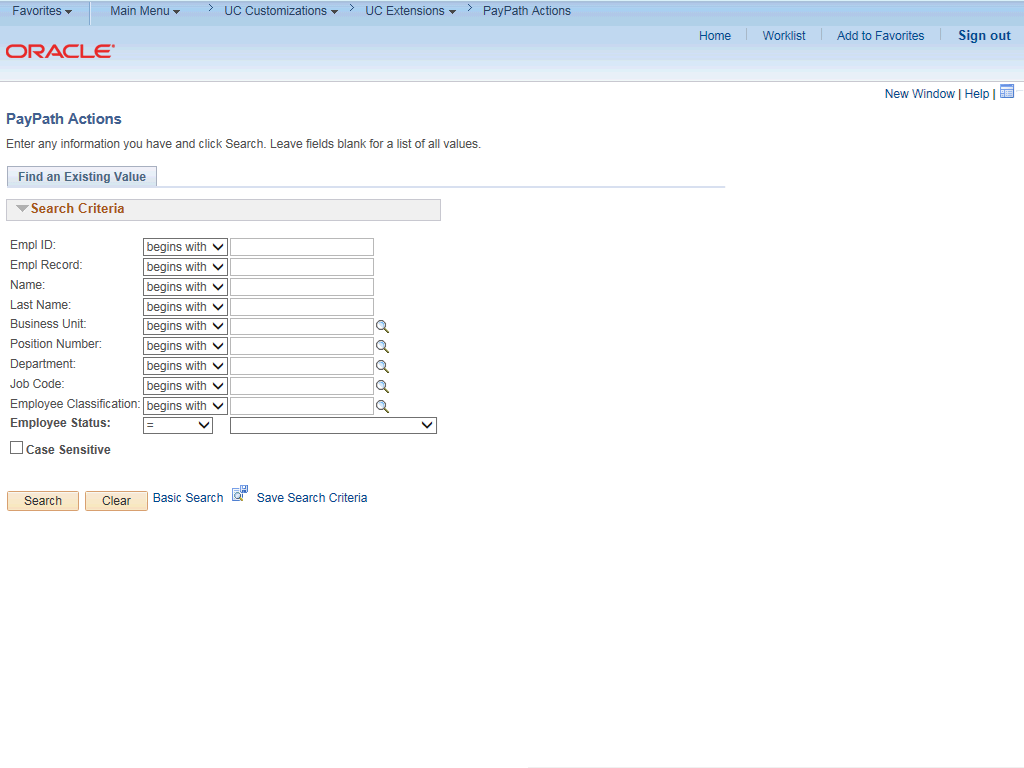 Favorites Main Menu > UC Customizations > UC Extensions > PayPath Actions
Home Worklist Add to Favorites Sign out
ORACLE
New Window | Help |
PayPath Actions
Enter any information you have and click Search. Leave fields blank for a list of all values.
Find an Existing Value
Search Criteria
Empl ID: begins with
Empl Record: begins with
Name: begins with
Last Name: begins with
Business Unit: begins with
Position Number: begins with
Department: begins with
Job Code: begins with
Employee Classification: begins with
Employee Status: =
Case Sensitive
Search Clear Basic Search Save Search Criteria